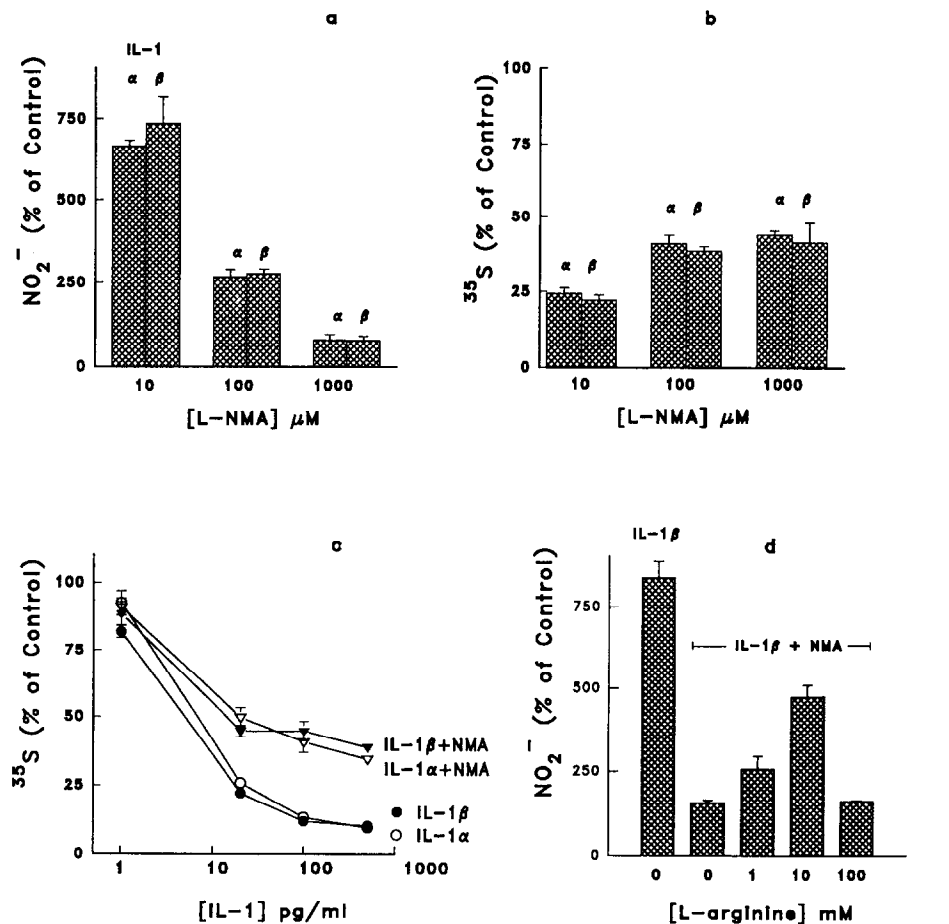 a
IL-1
α β
NO2⁻ (% of Control)
750
500
250
0
α β
α β
10 100 1000
[L-NMA] μM
b
35S (% of Control)
100
75
50
25
0
α β
α β
α β
10 100 1000
[L-NMA] μM
c
35S (% of Control)
100
75
50
25
0
IL-1β+NMA
IL-1α+NMA
IL-1β
IL-1α
1 10 100 1000
[IL-1] pg/ml
d
IL-1β
NO2⁻ (% of Control)
750
500
250
0
IL-1β + NMA
0 0 1 10 100
[L-arginine] mM